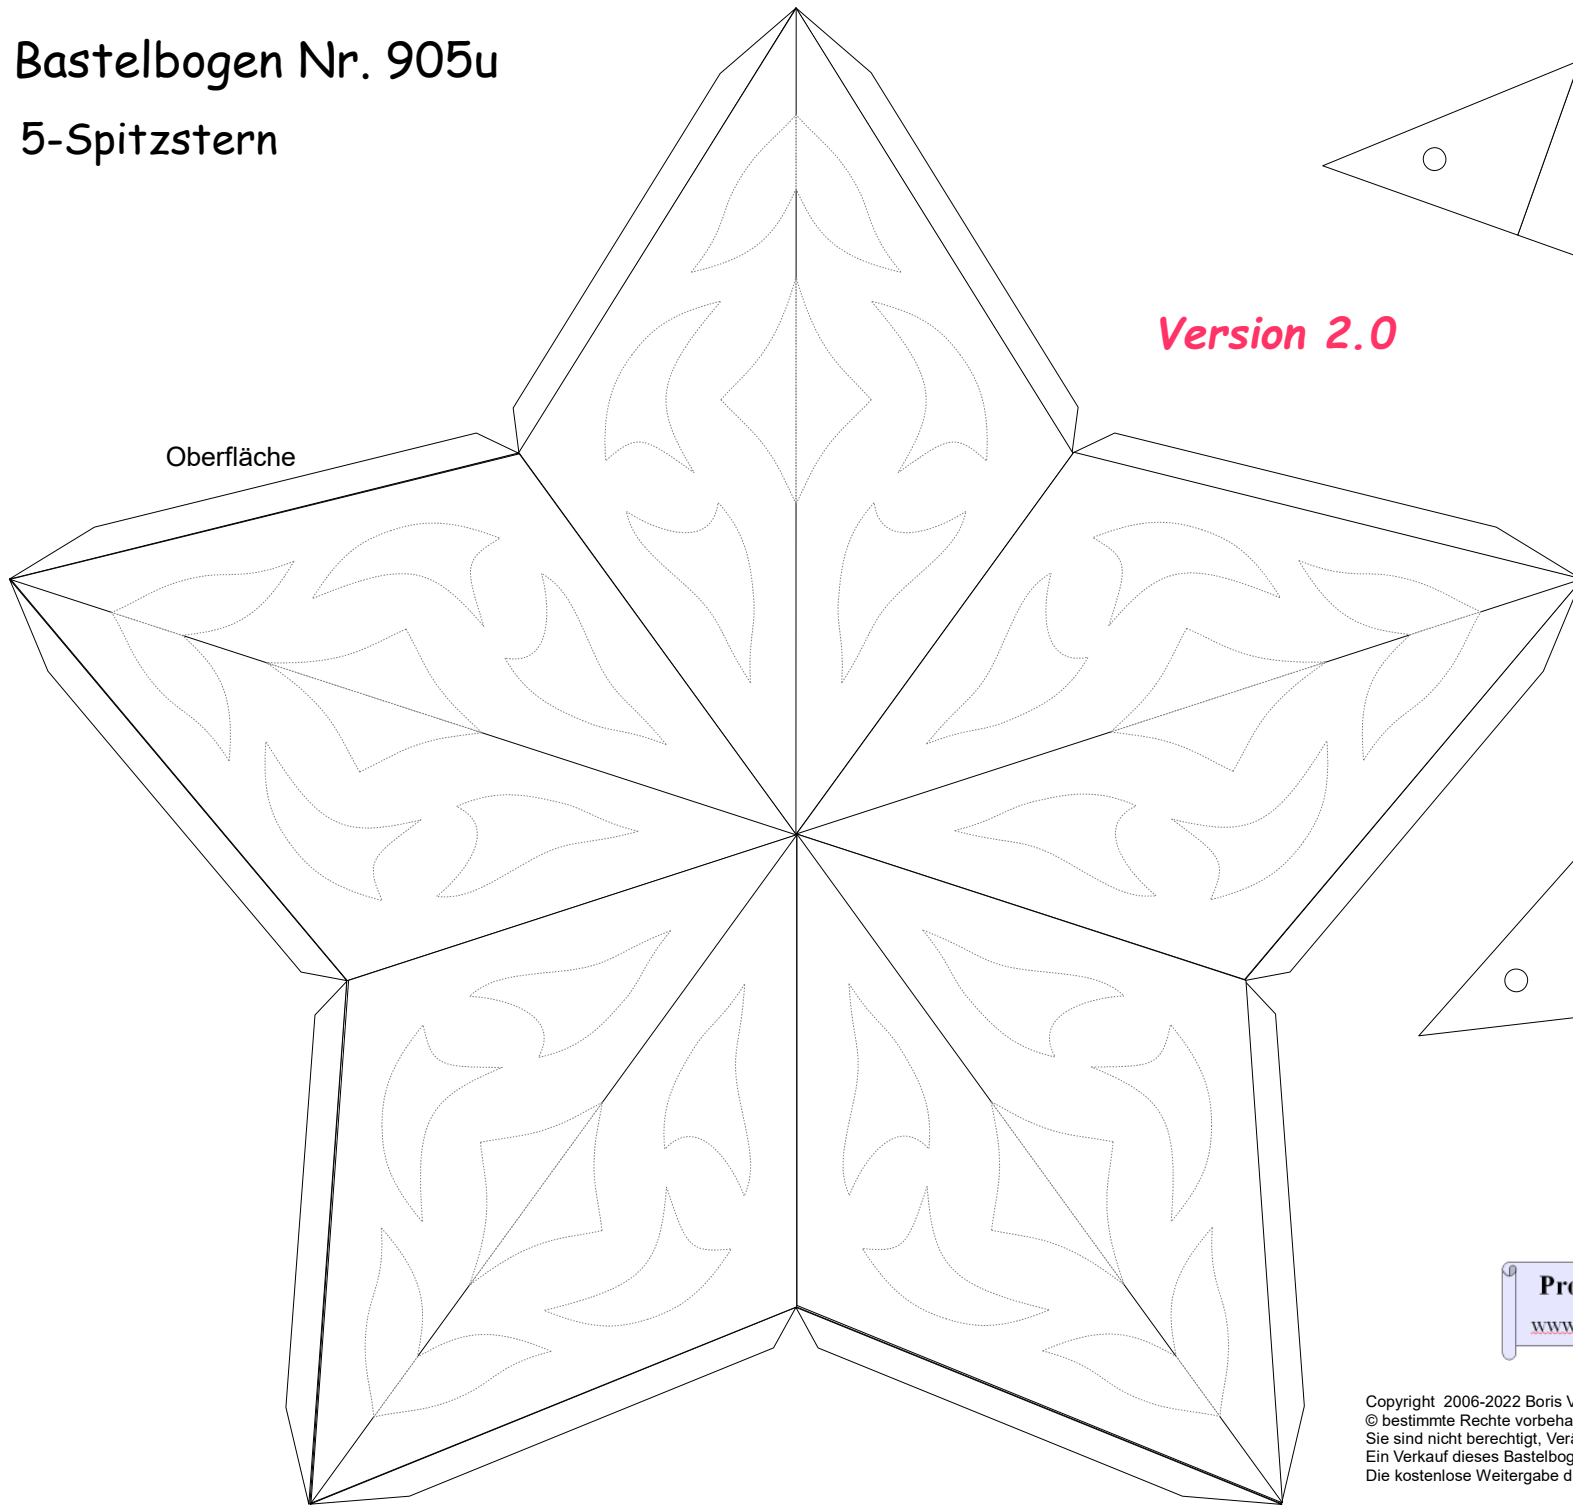 Bastelbogen Nr. 905u
5-Spitzstern
Version 2.0
Oberfläche
Copyright 2006-2022 Boris
© bestimmte Rechte
Sie sind nicht berechtigt,
Ein Verkauf dieses
Die kostenlose Weitergabe